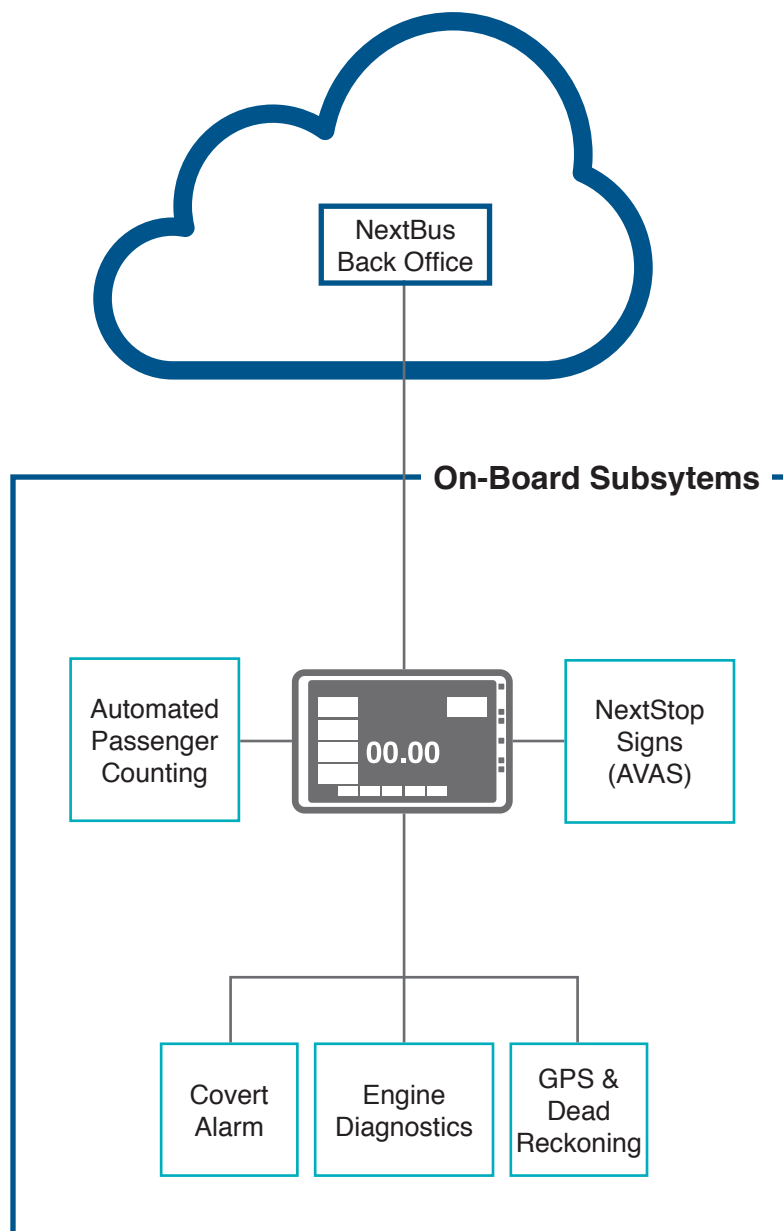 NextBus
Back Office
On-Board Subsytems
Automated
Passenger
Counting
00.00
NextStop
Signs
(AVAS)
Covert
Alarm
Engine
Diagnostics
GPS &
Dead
Reckoning